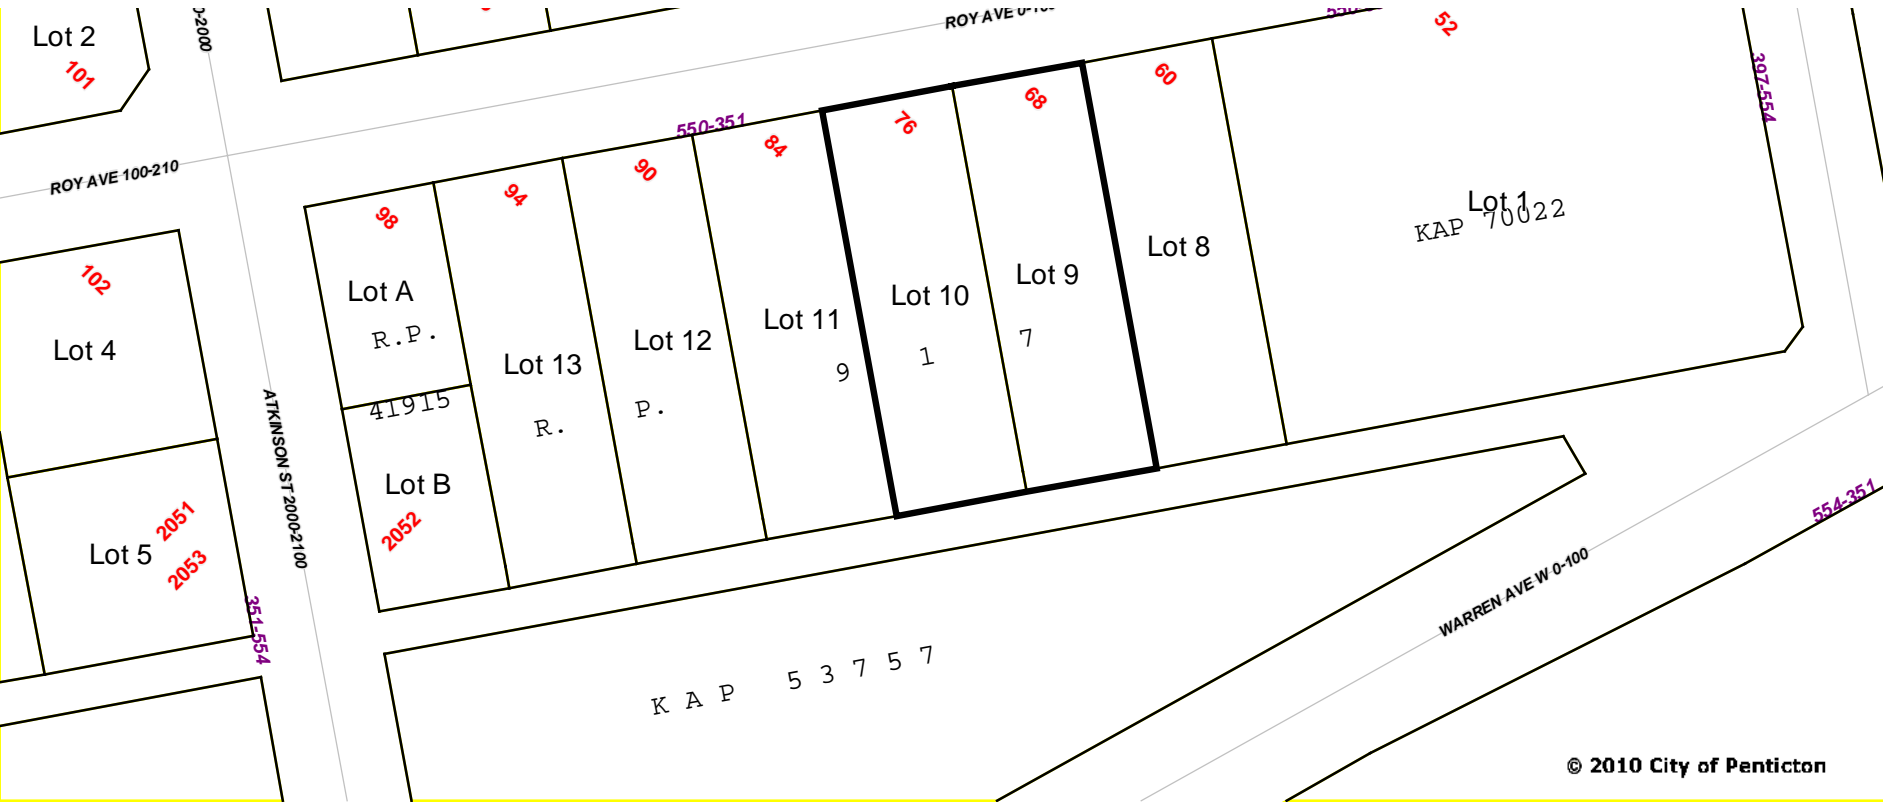 Lot 2
101
ROY AVE
52
397-554
60
68
76
84
550-351
90
94
98
ROY AVE 100-210
102
Lot 4
Lot 1
KAP 70022
Lot 8
Lot 9
7
Lot 10
1
Lot 11
9
Lot 12
P.
Lot 13
R.
Lot A
R.P.
41915
Lot B
2052
ATKINSON ST 2000-2100
2051
Lot 5
2053
351-554
554-351
WARREN AVE W 0-100
KAP 53757
© 2010 City of Penticton